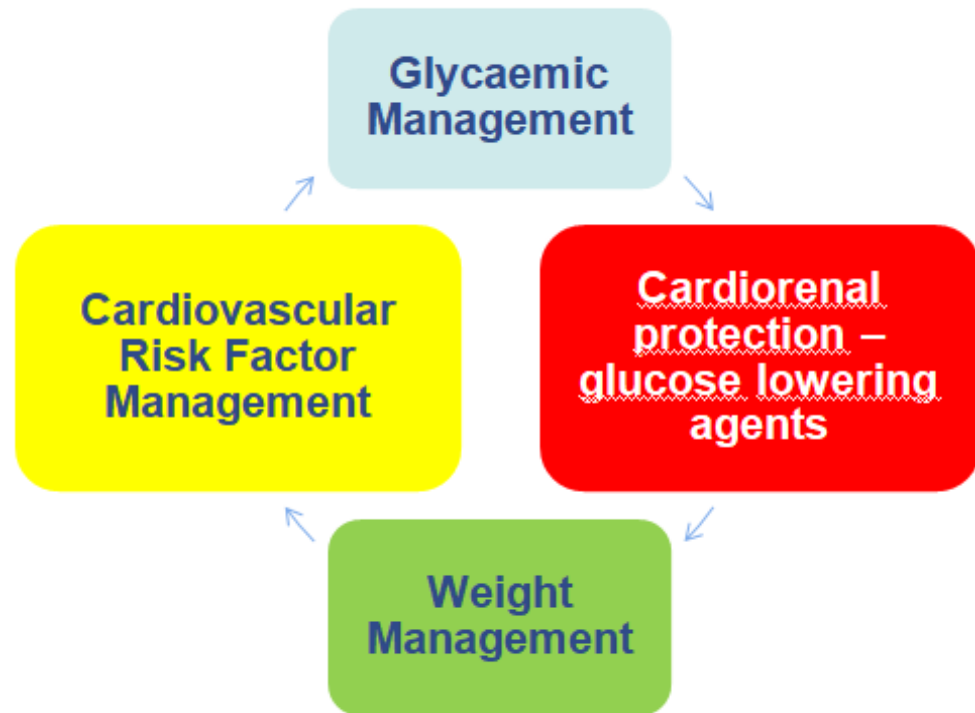 Glycaemic
Management
Cardiovascular
Risk Factor
Management
Cardiorenal
protection –
glucose lowering
agents
Weight
Management